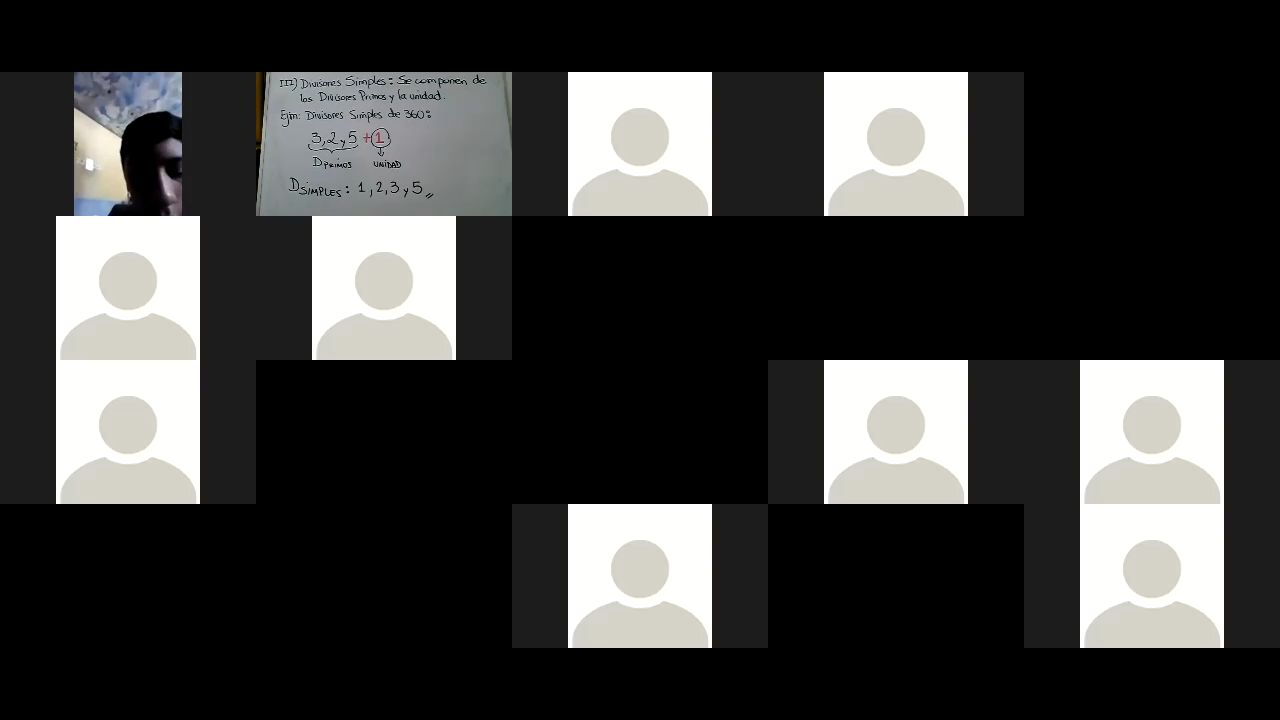 III) Divisores Simples: Se componen de
los Divisores Primos y la unidad.
Ejm: Divisores Simples de 360:
3, 2 y 5 + 1
DPRIMOS UNIDAD
DSIMPLES: 1, 2, 3 y 5 //